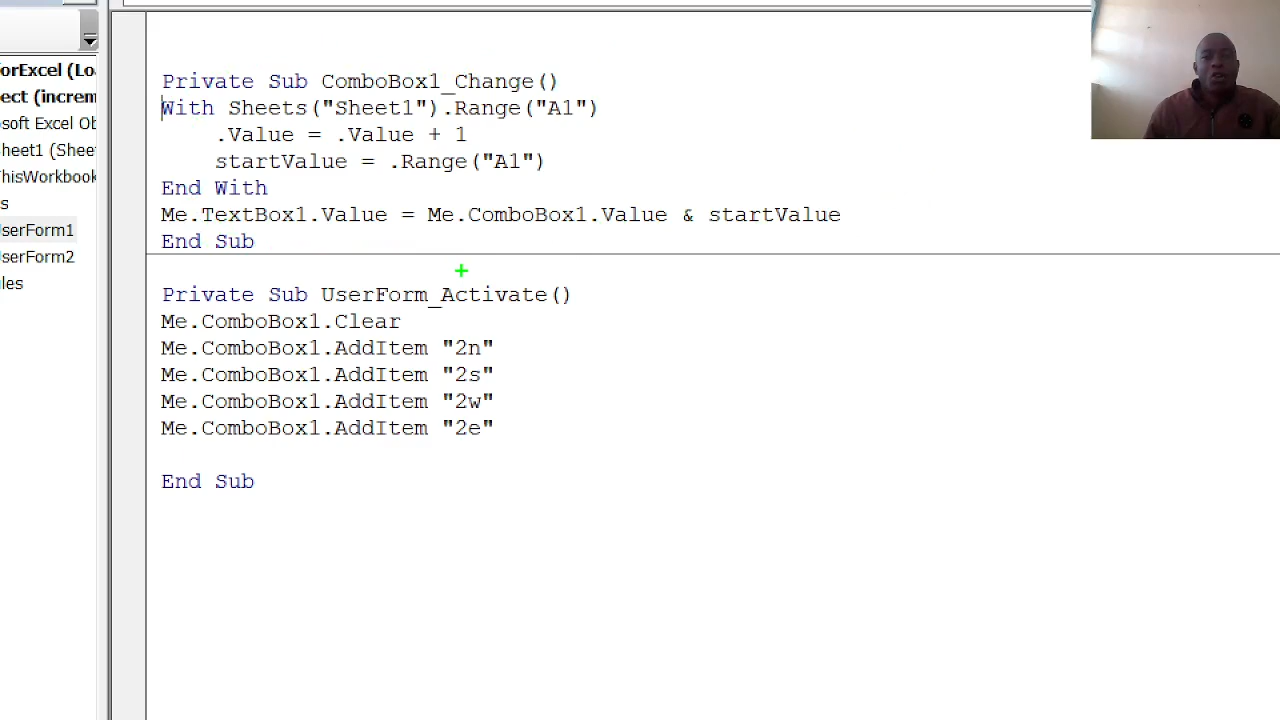 orExcel (Lo
ect (increm
soft Excel Ob
heet1 (Shee
ThisWorkbook
s
serForm1
serForm2
les
Private Sub ComboBox1_Change()
With Sheets("Sheet1").Range("A1")
.Value = .Value + 1
startValue = .Range("A1")
End With
Me.TextBox1.Value = Me.ComboBox1.Value & startValue
End Sub
Private Sub UserForm_Activate()
Me.ComboBox1.Clear
Me.ComboBox1.AddItem "2n"
Me.ComboBox1.AddItem "2s"
Me.ComboBox1.AddItem "2w"
Me.ComboBox1.AddItem "2e"
End Sub